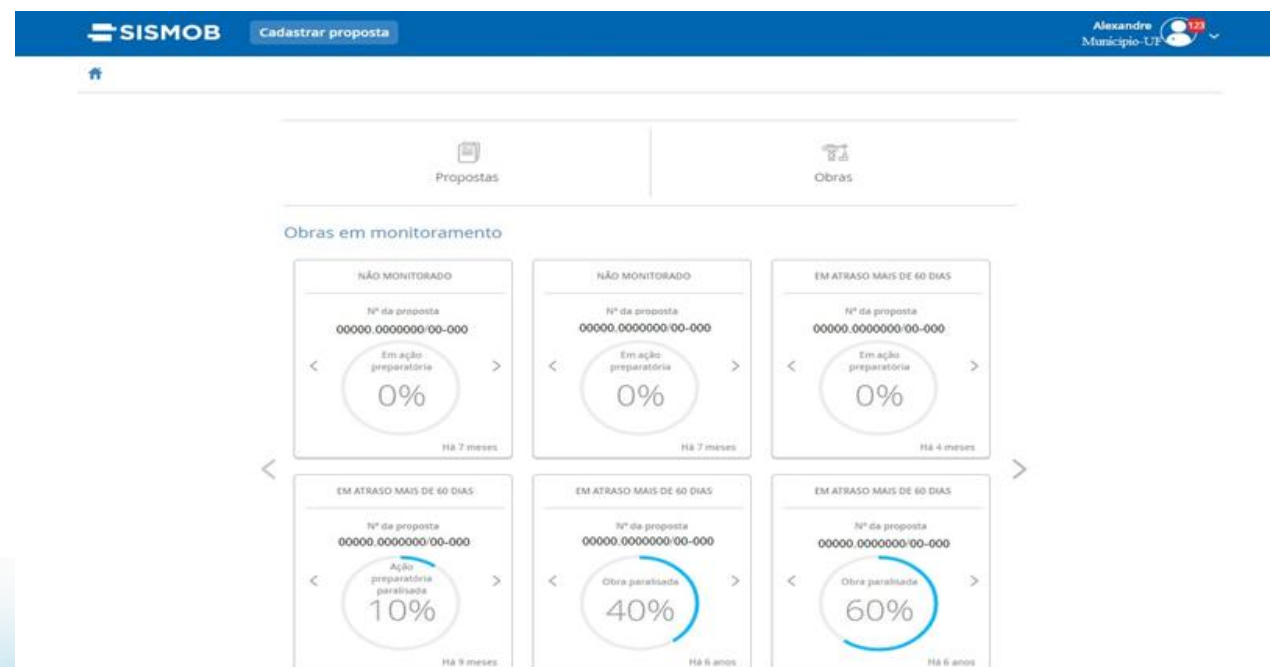 SISMOB
Cadastrar proposta
Alexandre
Município-UF
123
Propostas
Obras
Obras em monitoramento
NÃO MONITORADO
Nº da proposta
00000.0000000/00-000
Em ação
preparatória
0%
Há 7 meses
NÃO MONITORADO
Nº da proposta
00000.0000000/00-000
Em ação
preparatória
0%
Há 7 meses
EM ATRASO MAIS DE 60 DIAS
Nº da proposta
00000.0000000/00-000
Em ação
preparatória
0%
Há 4 meses
EM ATRASO MAIS DE 60 DIAS
Nº da proposta
00000.0000000/00-000
Ação
preparatória
paralisada
10%
Há 9 meses
EM ATRASO MAIS DE 60 DIAS
Nº da proposta
00000.0000000/00-000
Obra paralisada
40%
Há 6 anos
EM ATRASO MAIS DE 60 DIAS
Nº da proposta
00000.0000000/00-000
Obra paralisada
60%
Há 6 anos